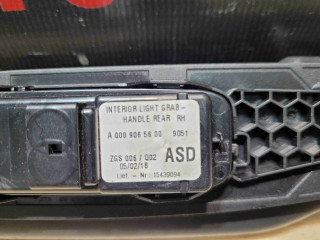 INTERIOR LIGHT GRAB-
HANDLE REAR RH
A 000 906 56 00 9051
ZGS 006 / Q02
ASD
05/02/18
Lief. - Nr.: 15439094